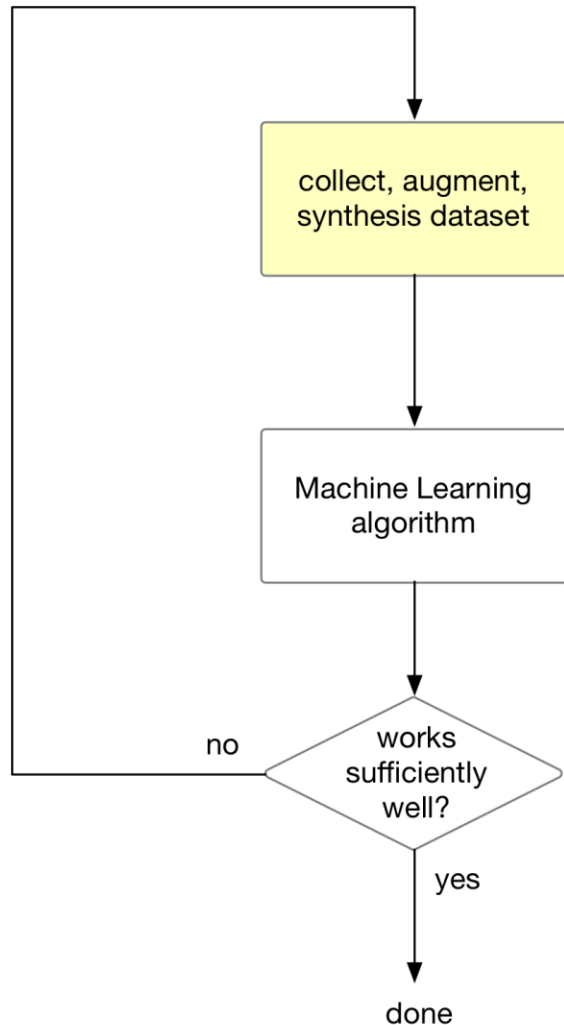 collect, augment,
synthesis dataset
Machine Learning
algorithm
works
sufficiently
well?
no
yes
done